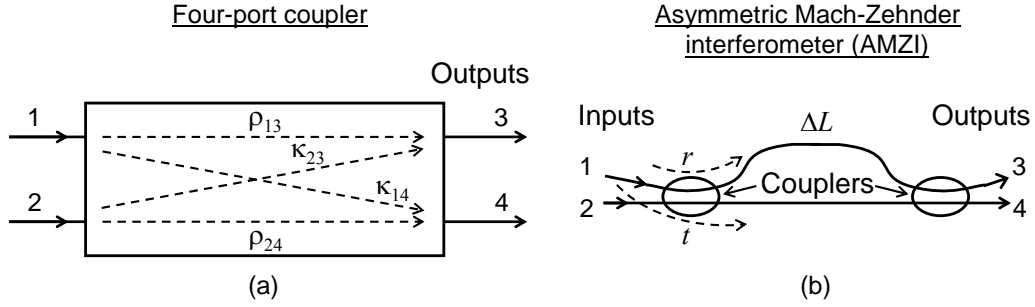 Four-port coupler
Outputs
1
3
ρ13
κ23
κ14
2
4
ρ24
(a)
Asymmetric Mach-Zehnder
interferometer (AMZI)
Inputs
Outputs
ΔL
1
r
3
Couplers
2
4
t
(b)